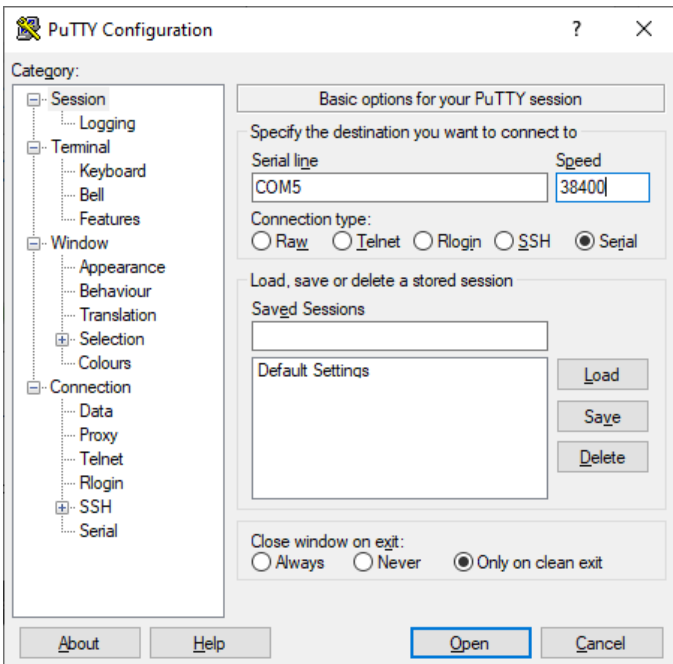 PuTTY Configuration
?
Category:
Session
Logging
Terminal
Keyboard
Bell
Features
Window
Appearance
Behaviour
Translation
Selection
Colours
Connection
Data
Proxy
Telnet
Rlogin
SSH
Serial
Basic options for your PuTTY session
Specify the destination you want to connect to
Serial line Speed
COM5 38400
Connection type:
Raw Telnet Rlogin SSH Serial
Load, save or delete a stored session
Saved Sessions
Default Settings
Load
Save
Delete
Close window on exit:
Always Never Only on clean exit
About Help Open Cancel